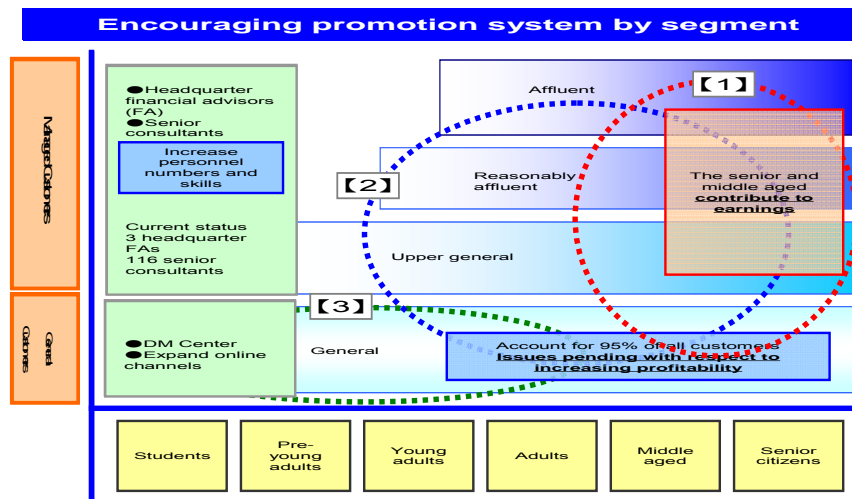 Encouraging promotion system by segment
Managed Customers
●Headquarter
financial advisors
(FA)
●Senior
consultants
Increase
personnel
numbers and
skills
Current status
3 headquarter
FAs
116 senior
consultants
Affluent
【1】
【2】
Reasonably
affluent
The senior and
middle aged
contribute to
earnings
Upper general
【3】
General
Customers
●DM Center
●Expand online
channels
General
Account for 95% of all customers
Issues pending with respect to
increasing profitability
Students
Pre-
young
adults
Young
adults
Adults
Middle
aged
Senior
citizens